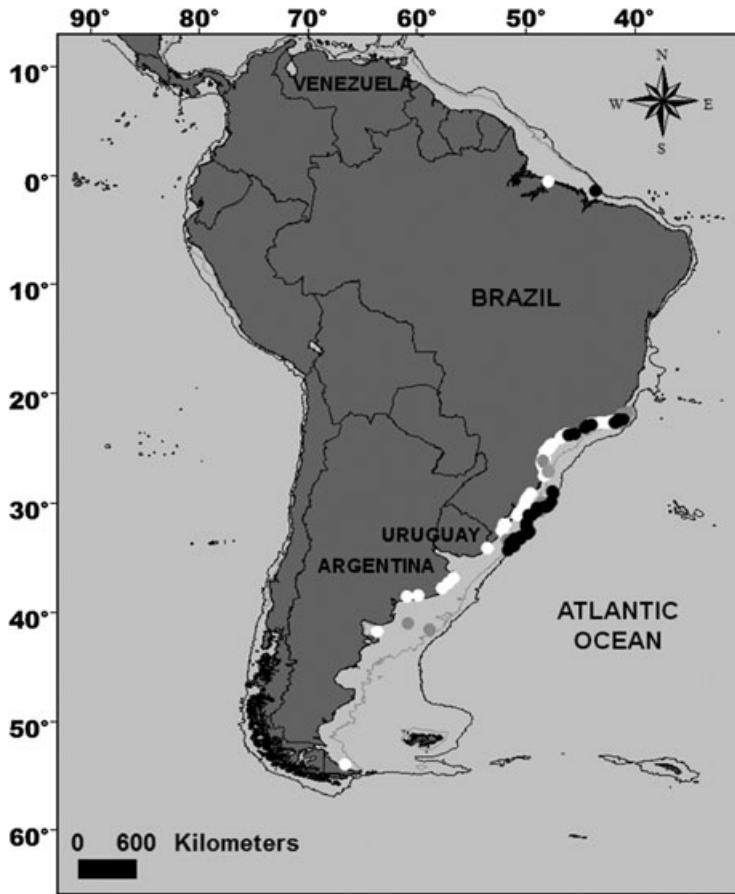 90° 80° 70° 60° 50° 40°
10°
0°
10°
20°
30°
40°
50°
60°
N
W E
S
VENEZUELA
BRAZIL
URUGUAY
ARGENTINA
ATLANTIC
OCEAN
0 600 Kilometers